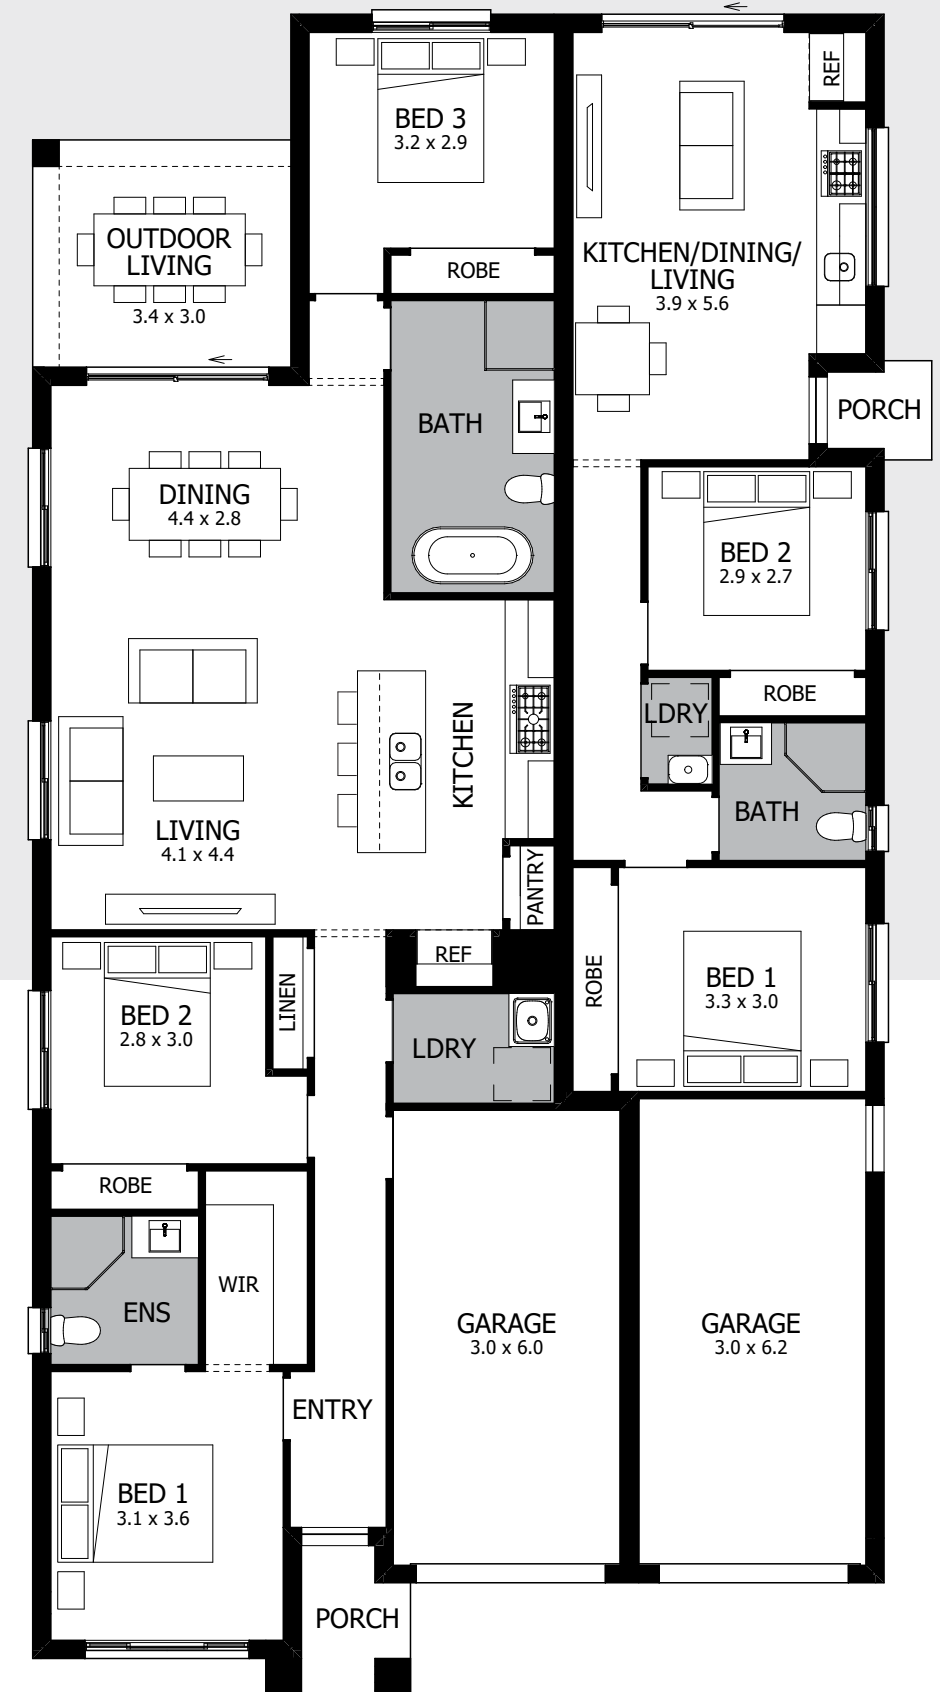 REF
BED 3
3.2 x 2.9
OUTDOOR
LIVING
3.4 x 3.0
ROBE
KITCHEN/DINING/
LIVING
3.9 x 5.6
PORCH
BATH
DINING
4.4 x 2.8
BED 2
2.9 x 2.7
ROBE
LDRY
KITCHEN
BATH
LIVING
4.1 x 4.4
PANTRY
REF
ROBE
BED 1
3.3 x 3.0
LINEN
BED 2
2.8 x 3.0
LDRY
ROBE
WIR
ENS
GARAGE
3.0 x 6.0
GARAGE
3.0 x 6.2
ENTRY
BED 1
3.1 x 3.6
PORCH